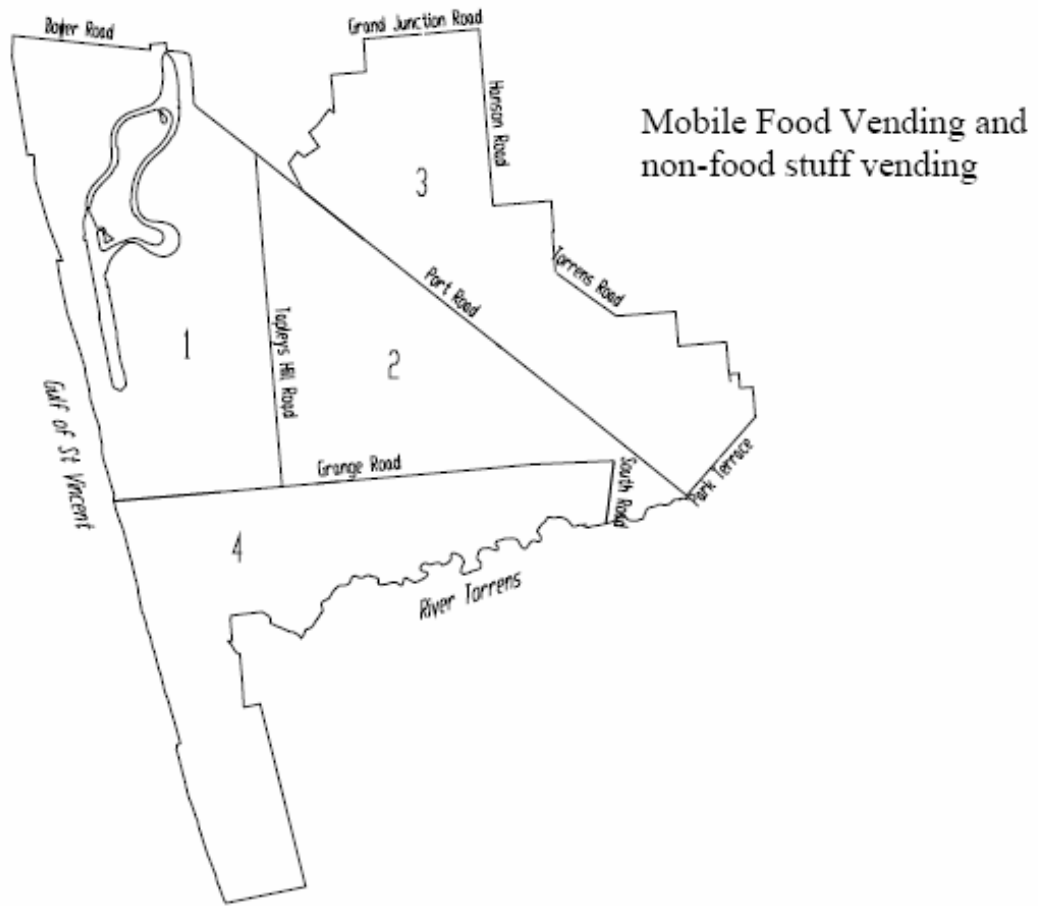 Bower Road
Grand Junction Road
Hanson Road
Mobile Food Vending and
non-food stuff vending
3
Torrens Road
Port Road
Tapleys Hill Road
1
2
Gulf of St Vincent
Grange Road
South Road
Park Terrace
4
River Torrens